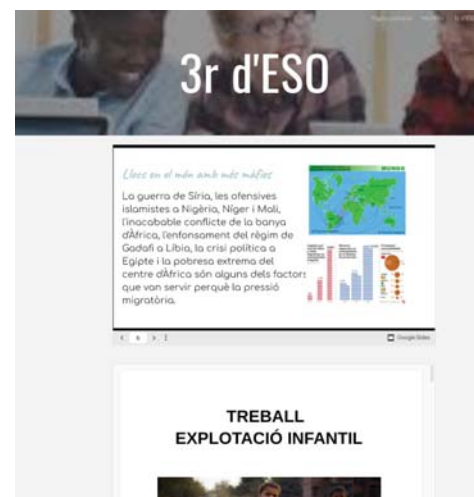 3r d'ESO
Llocs en el món amb més màfies
La guerra de Síria, les ofensives
islamistes a Nigèria, Níger i Mali,
l'inacabable conflicte de la banya
d'Àfrica, l'enfonsament del règim de
Gadafi a Líbia, la crisi política a
Egipte i la pobresa extrema del
centre d'Àfrica són alguns dels factors
que van servir perquè la pressió
migratòria.
MUNDO
6
Google Slides
TREBALL
EXPLOTACIÓ INFANTIL